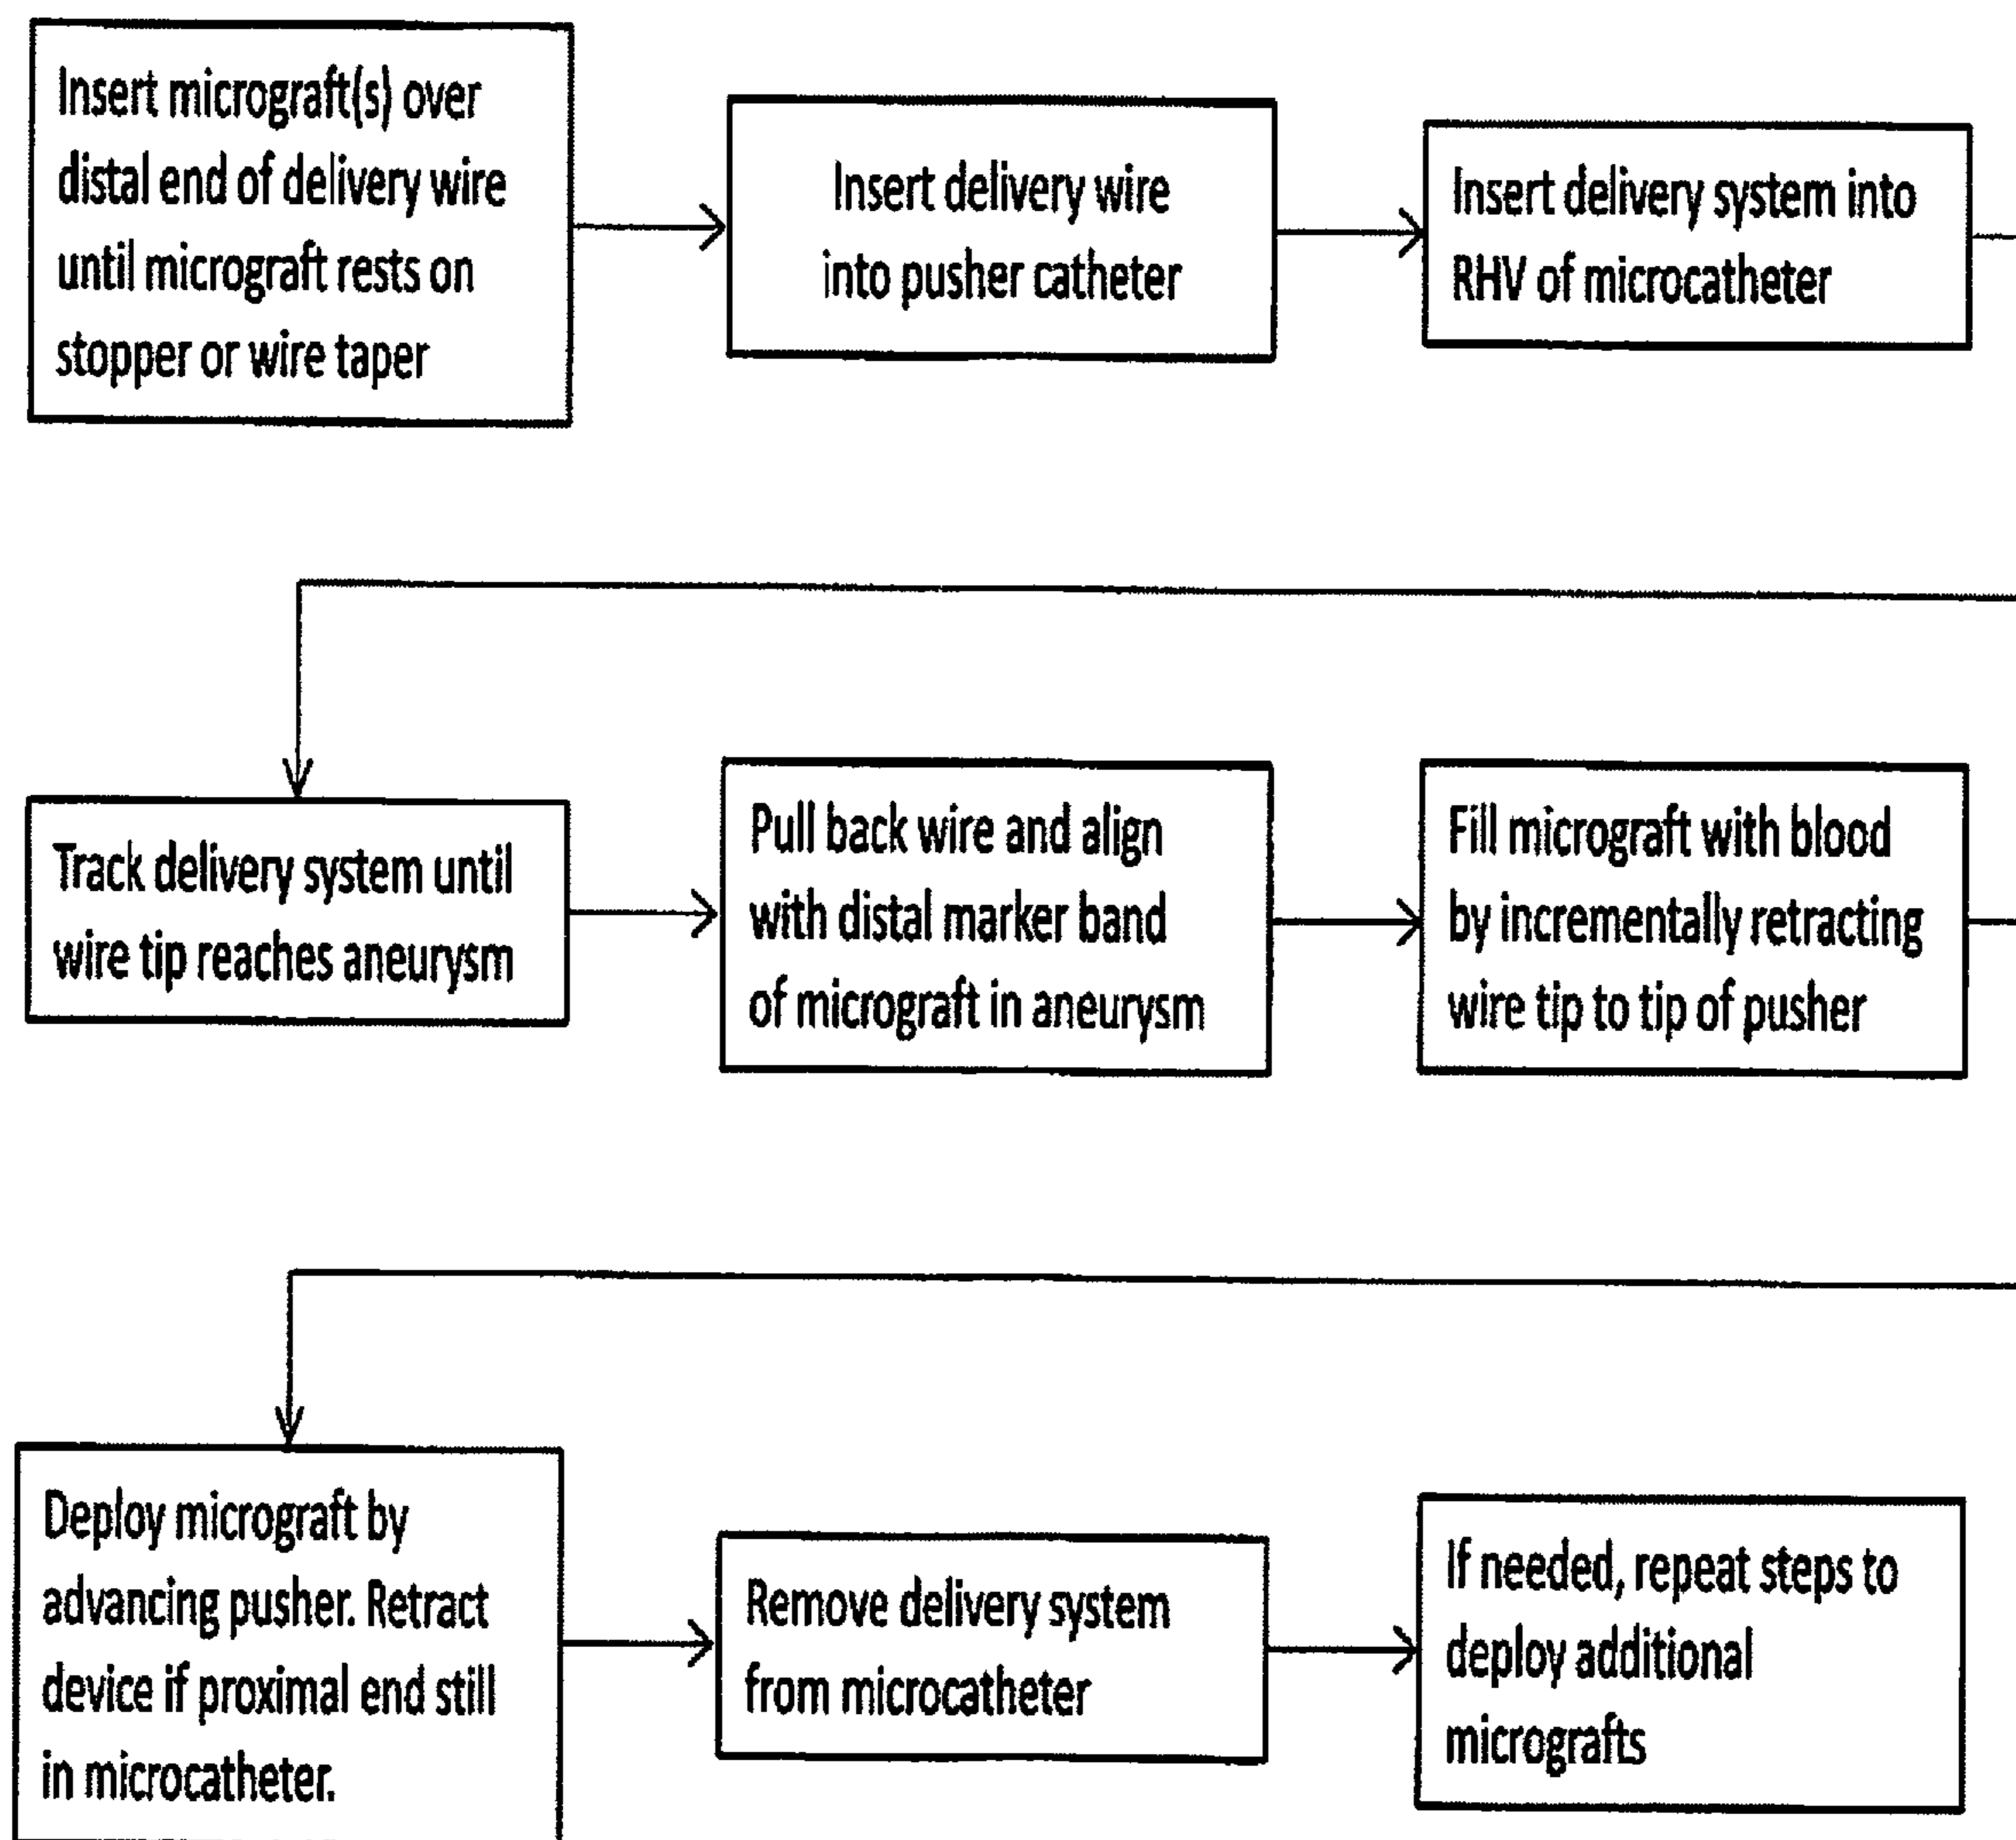 Insert micrograft(s) over
distal end of delivery wire
until micrograft rests on
stopper or wire taper
Insert delivery wire
into pusher catheter
Insert delivery system into
RHV of microcatheter
Track delivery system until
wire tip reaches aneurysm
Pull back wire and align
with distal marker band
of micrograft in aneurysm
Fill micrograft with blood
by incrementally retracting
wire tip to tip of pusher
Deploy micrograft by
advancing pusher. Retract
device if proximal end still
in microcatheter.
Remove delivery system
from microcatheter
If needed, repeat steps to
deploy additional
micrografts